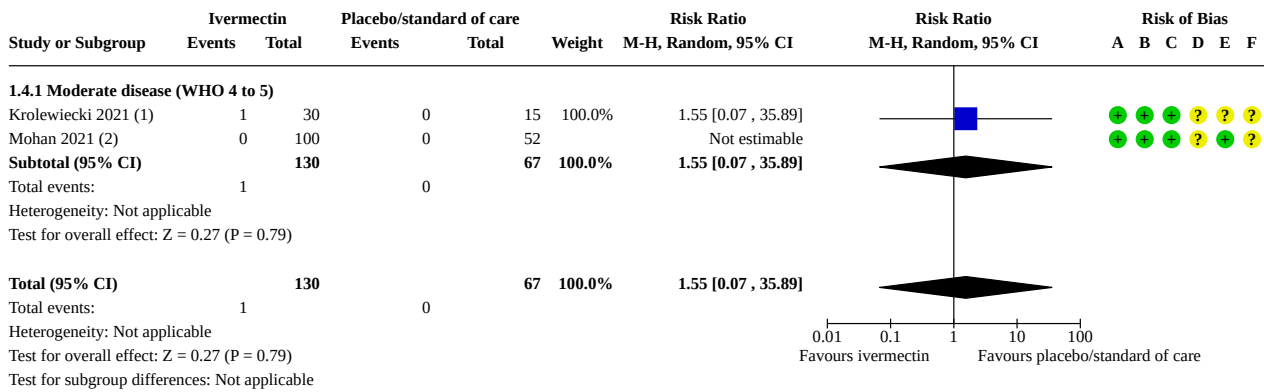 Ivermectin Placebo/standard of care Risk Ratio Risk Ratio Risk of Bias
Study or Subgroup Events Total Events Total Weight M-H, Random, 95% CI M-H, Random, 95% CI A B C D E F
1.4.1 Moderate disease (WHO 4 to 5)
Krolewiecki 2021 (1) 1 30 0 15 100.0% 1.55 [0.07 , 35.89] + + + ? ? ?
Mohan 2021 (2) 0 100 0 52 Not estimable + + + ? + ?
Subtotal (95% CI) 130 67 100.0% 1.55 [0.07 , 35.89]
Total events: 1 0
Heterogeneity: Not applicable
Test for overall effect: Z = 0.27 (P = 0.79)
Total (95% CI) 130 67 100.0% 1.55 [0.07 , 35.89]
Total events: 1 0
Heterogeneity: Not applicable
0.01 0.1 1 10 100
Test for overall effect: Z = 0.27 (P = 0.79) Favours ivermectin Favours placebo/standard of care
Test for subgroup differences: Not applicable